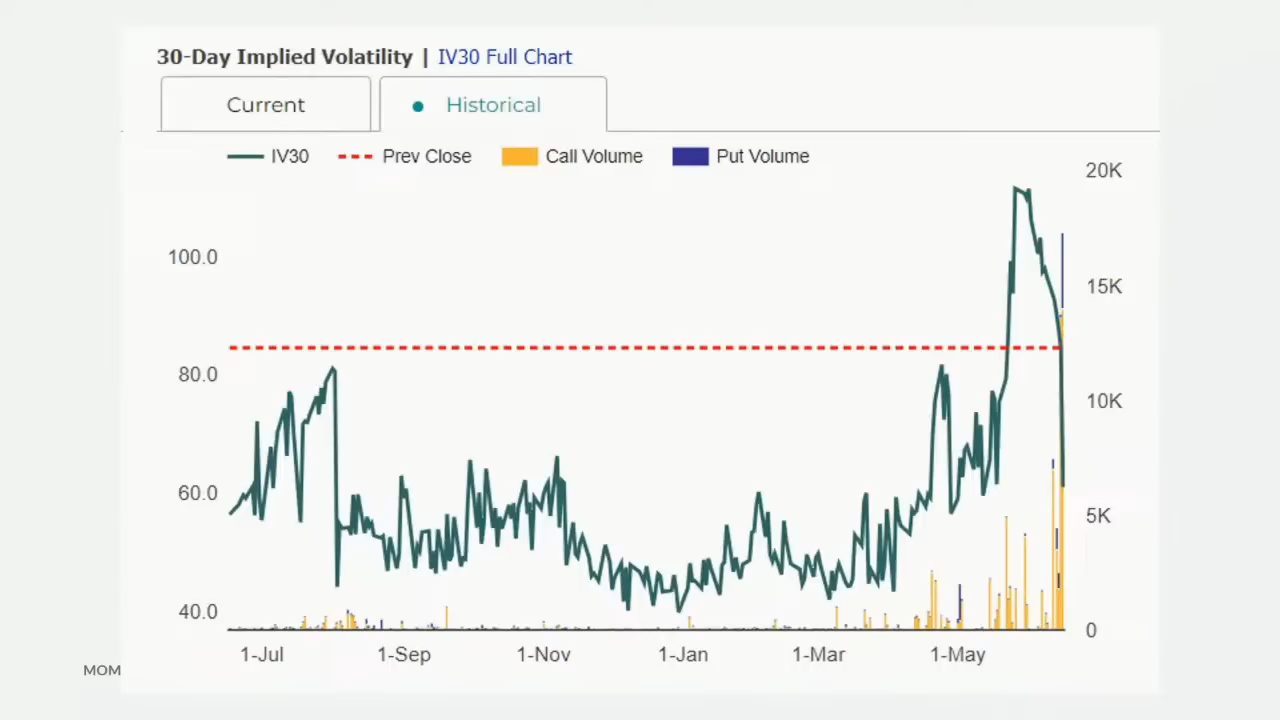 30-Day Implied Volatility | IV30 Full Chart
Current
Historical
IV30 Prev Close Call Volume Put Volume
20K
100.0
15K
80.0
10K
60.0
5K
40.0
0
1-Jul 1-Sep 1-Nov 1-Jan 1-Mar 1-May
MOM